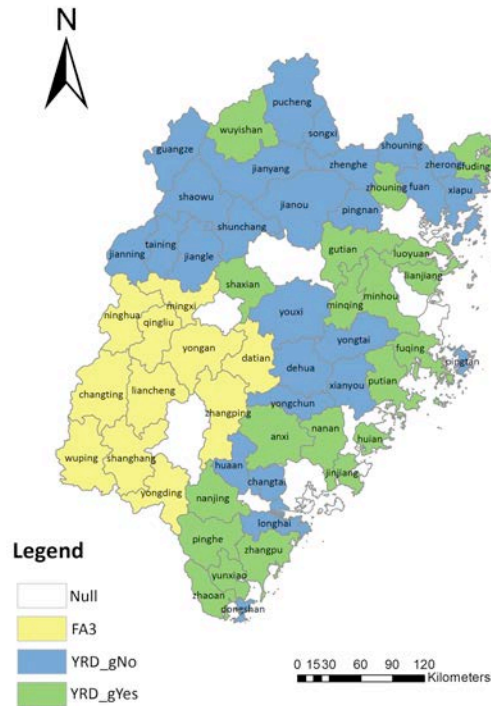 N
pucheng
wuyishan
songxi
guangze
shouning
zhenghe
zherong
fuding
jianyang
zhouning
fuan
xiapu
shaowu
jianou
pingnan
shunchang
gutian
taining
luoyuan
jianning
jiangle
lianjiang
shaxian
mingxi
minhou
ninghua
minqing
qingliu
youxi
yongtai
yongan
fuqing
datian
pingtan
dehua
liancheng
xianyou
putian
changting
yongchun
zhangping
nanan
anxi
huian
wuping
shanghang
huaan
changtai
jinjiang
yongding
nanjing
longhai
pinghe
zhangpu
yunxiao
zhaoan
dongshan
Legend
Null
FA3
YRD_gNo
YRD_gYes
0 15 30 60 90 120
Kilometers